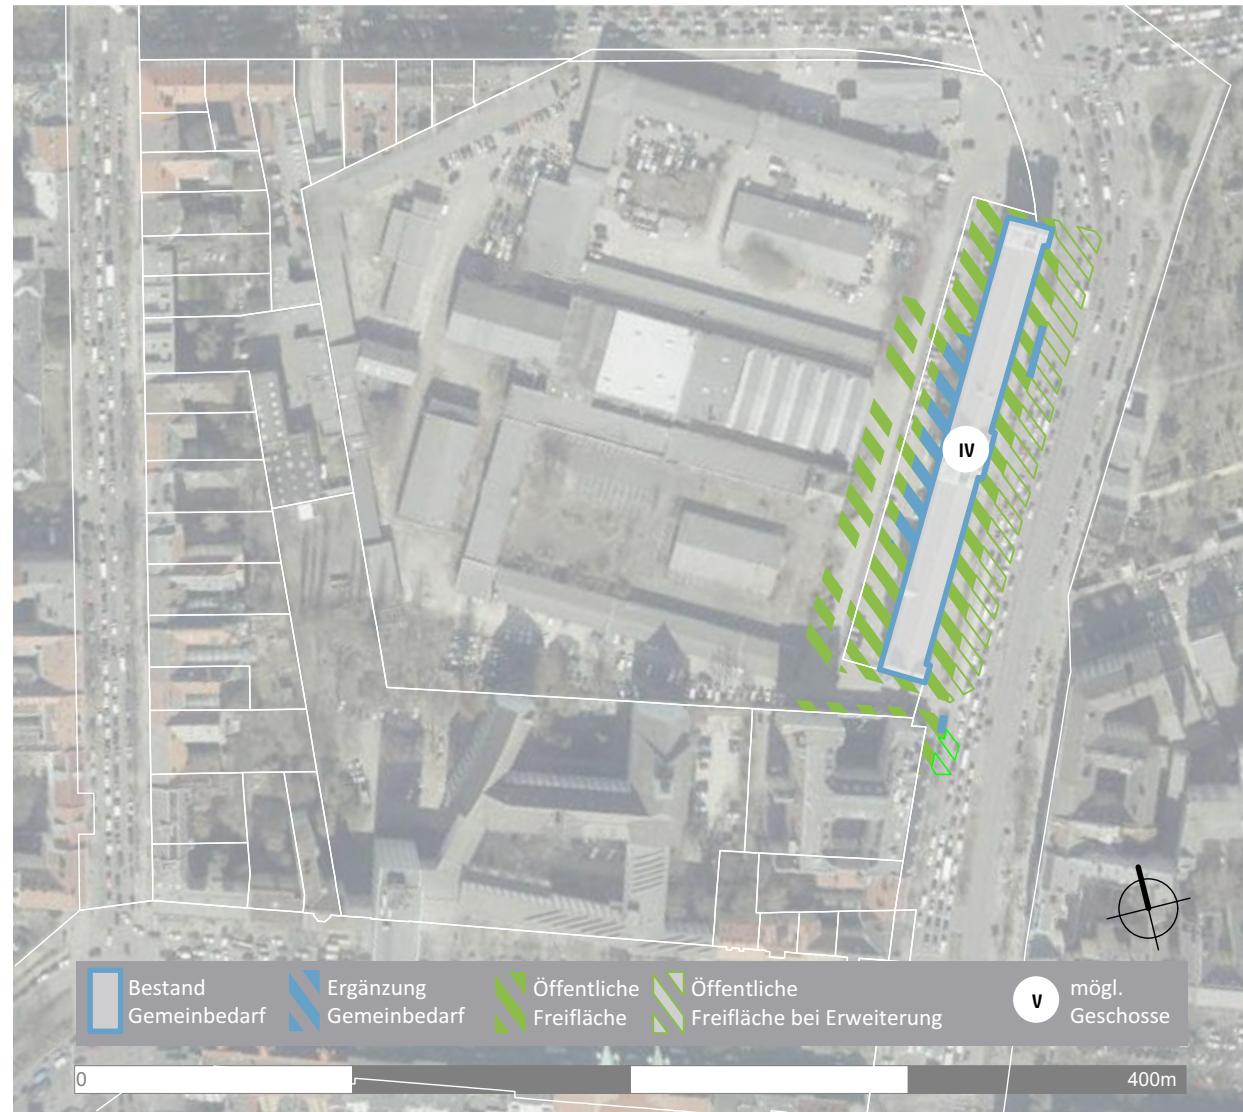 IV
Bestand
Gemeinbedarf
Ergänzung
Gemeinbedarf
Öffentliche
Freifläche
Öffentliche
Freifläche bei Erweiterung
V
mögl.
Geschosse
0
400m